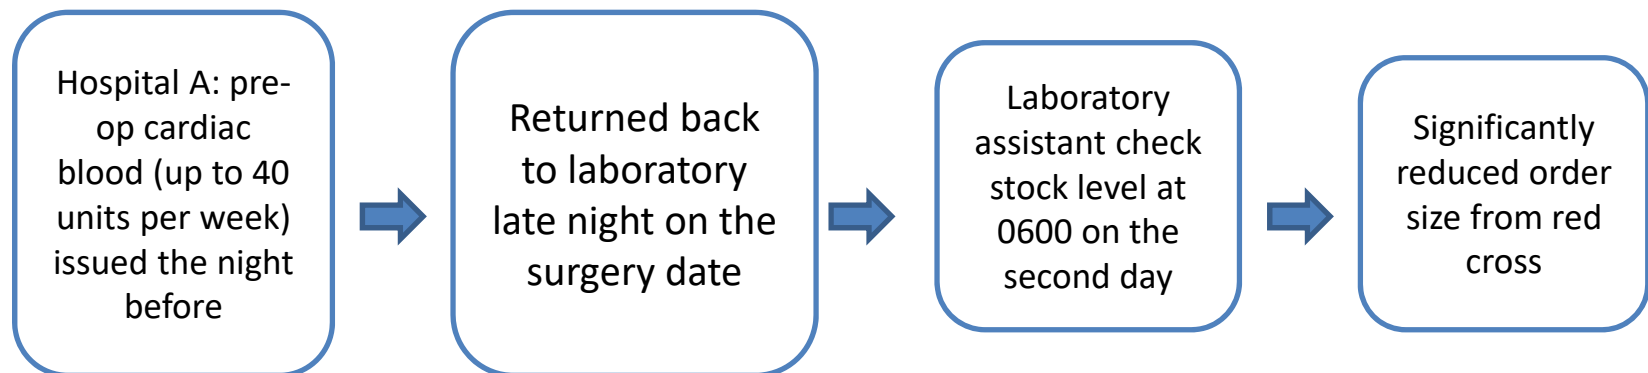 Hospital A: pre-
op cardiac
blood (up to 40
units per week)
issued the night
before
Returned back
to laboratory
late night on the
surgery date
Laboratory
assistant check
stock level at
0600 on the
second day
Significantly
reduced order
size from red
cross